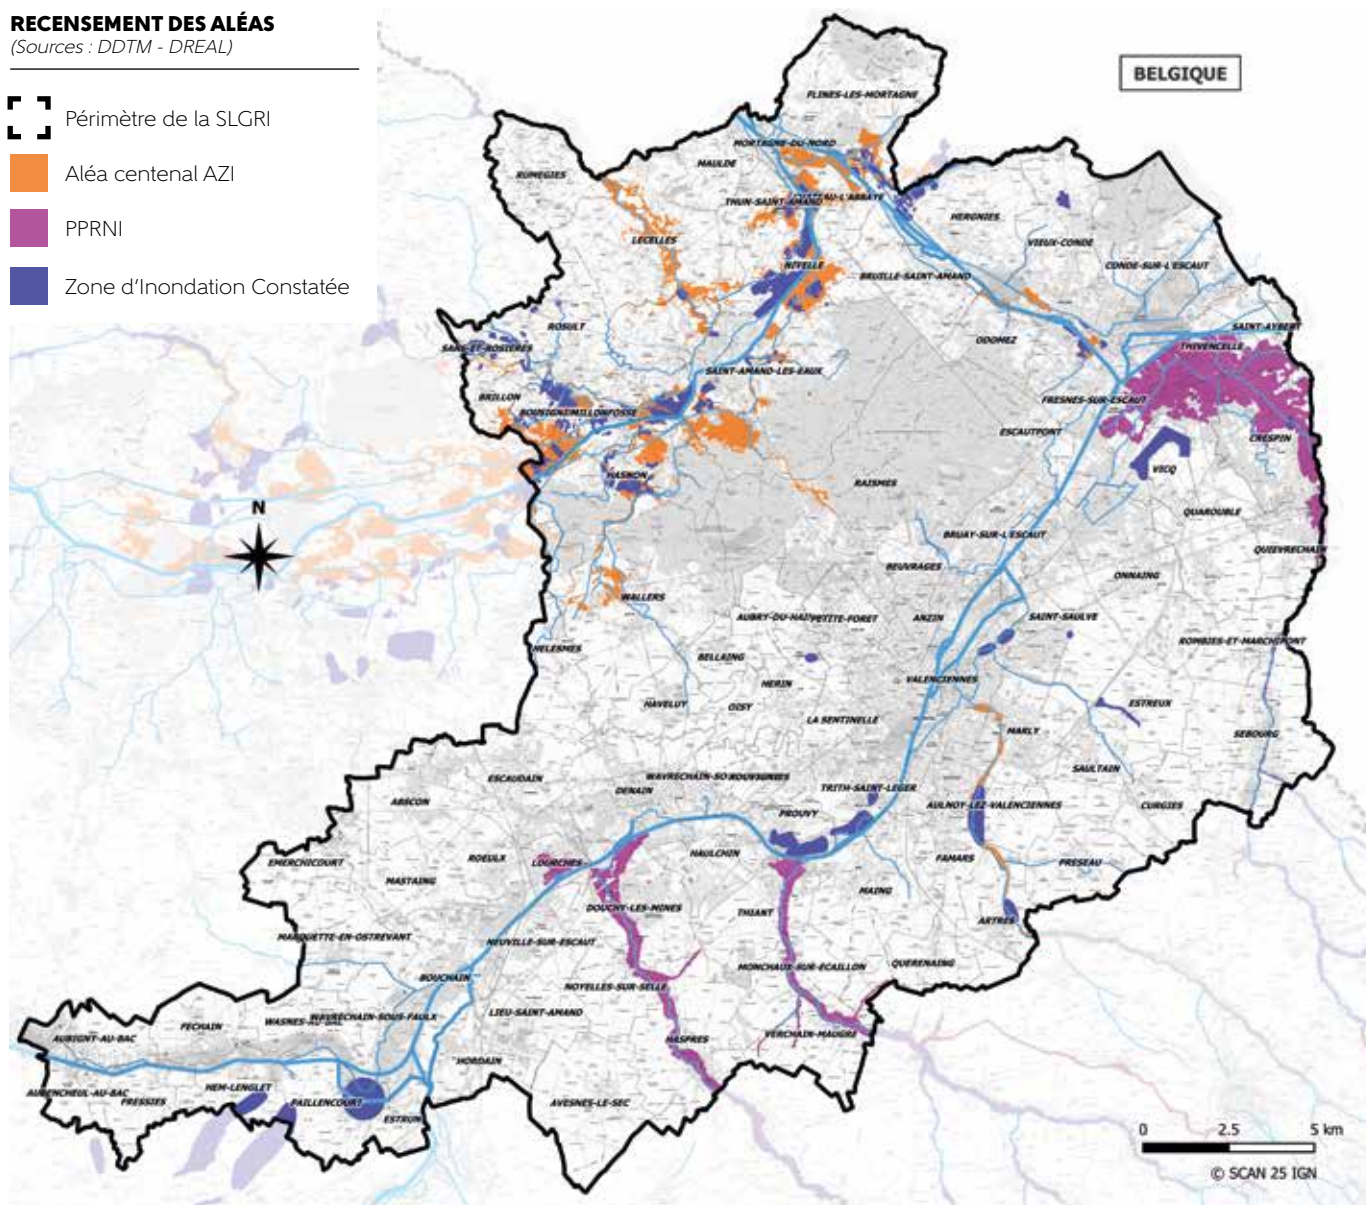 RECENSEMENT DES ALÉAS
(Sources : DDTM - DREAL)
Périmètre de la SLGRI
Aléa centenal AZI
PPRNI
Zone d'Inondation Constatée
BELGIQUE
FLINES-LES-MORTAGNE
MORTAGNE-DU-NORD
MAULDE
RUMEGIES
CHATEAU-L'ABBAYE
THUN-SAINT-AMAND
HERGNIES
LECELLES
VIEUX-CONDE
NIVELLE
CONDE-SUR-L'ESCAUT
BRUILLE-SAINT-AMAND
ROSULT
SAINT-AYBERT
ODOMEZ
THIVENCELLE
SARS-ET-ROSIERES
SAINT-AMAND-LES-EAUX
BRILLON
FRESNES-SUR-ESCAUT
BOUSIGNIES
MILLONFOSSE
ESCAUTPONT
CRESPIN
VICQ
HASNON
RAISMES
N
QUAROUBLE
BRUAY-SUR-L'ESCAUT
QUIEVRECHAIN
BEUVRAGES
ONNAING
WALLERS
AUBRY-DU-HAINAUT
PETITE-FORET
ANZIN
SAINT-SAULVE
ROMBIES-ET-MARCHIPONT
HELESMES
BELLAING
VALENCIENNES
HERIN
HAVELUY
OISY
ESTREUX
LA SENTINELLE
MARLY
SEBOURG
SAULTAIN
ESCAUDAIN
WAVRECHAIN-SOUS-DENAIN
ROUVIGNIES
DENAIN
TRITH-SAINT-LEGER
ABSCON
AULNOY-LEZ-VALENCIENNES
CURGIES
PROUVY
HAULCHIN
ROEULX
LOURCHES
FAMARS
PRESEAU
EMERCHICOURT
MASTAING
MAING
DOUCHY-LES-MINES
THIANT
ARTRES
MARQUETTE-EN-OSTREVANT
NEUVILLE-SUR-ESCAUT
QUERENAING
MONCHAUX-SUR-ECAILLON
BOUCHAIN
NOYELLES-SUR-SELLE
LIEU-SAINT-AMAND
WAVRECHAIN-SOUS-FAULX
WASNES-AU-BAC
FECHAIN
VERCHAIN-MAUGRE
AUBIGNY-AU-BAC
HASPRES
HORDAIN
HEM-LENGLET
AUBENCHEUL-AU-BAC
FRESSIES
PAILLENCOURT
AVESNES-LE-SEC
ESTRUN
0 2.5 5 km
© SCAN 25 IGN